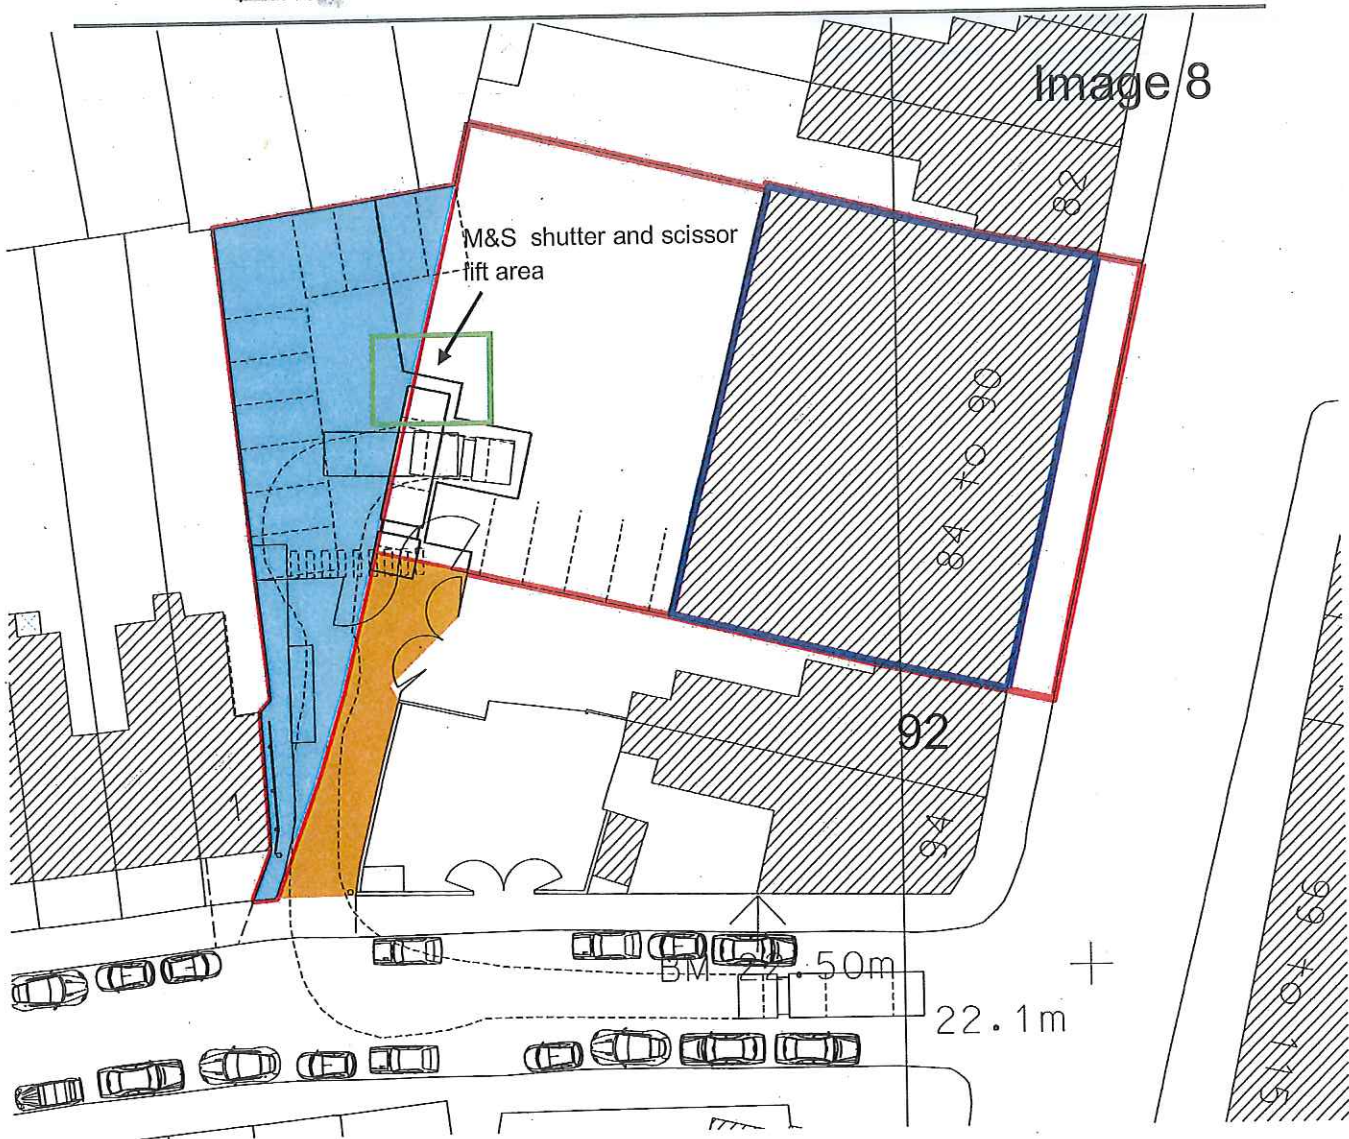 Image 8
82
M&S shutter and scissor
lift area
84 to 90
92
94
1
BM 22.50m
22.1m
99 to 115